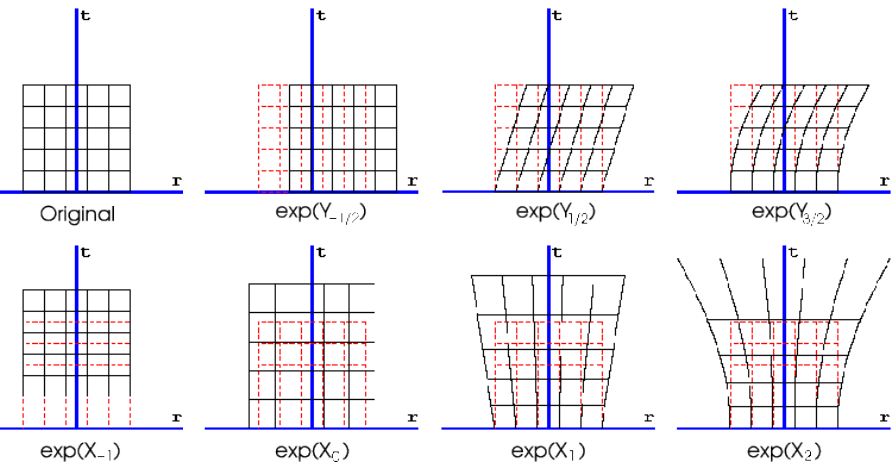 t t t t
r r r r
Original exp(Y₋₁/₂) exp(Y₁/₂) exp(Y₃/₂)
t t t t
r r r r
exp(X₋₁) exp(X₀) exp(X₁) exp(X₂)